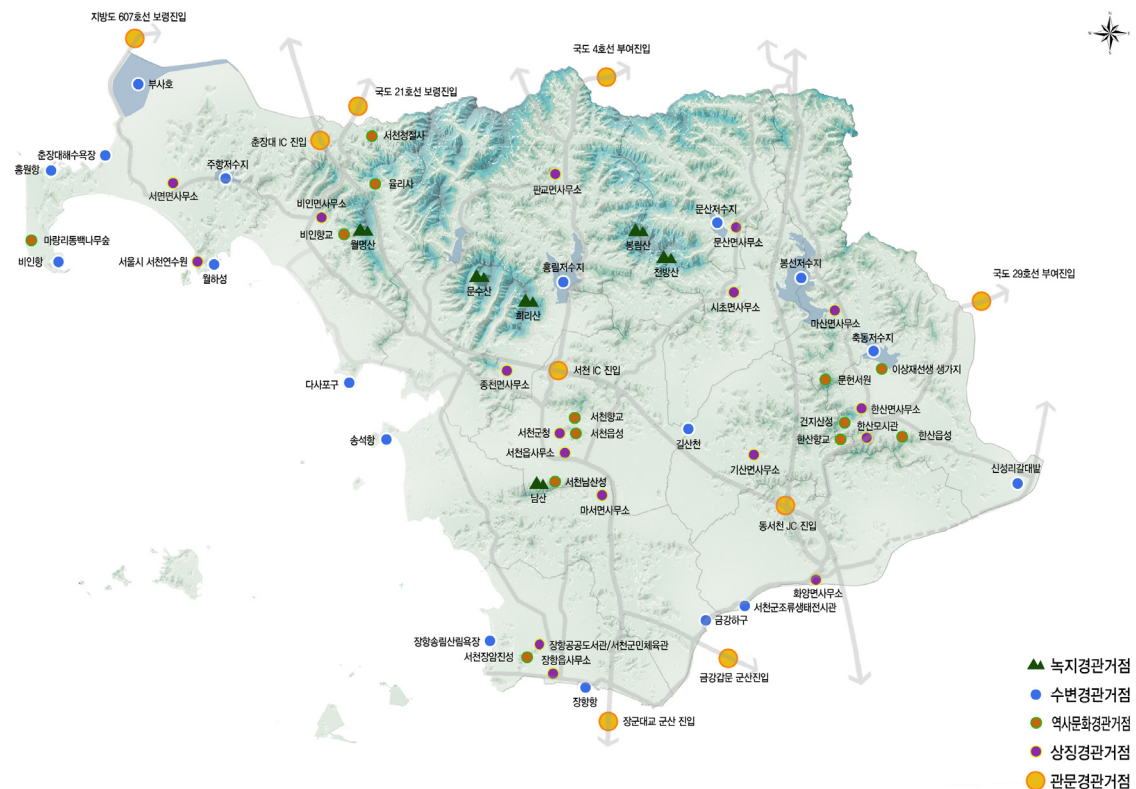 지방도 607호선 보령진입
국도 4호선 부여진입
부사호
국도 21호선 보령진입
춘장대 IC 진입
서천청절사
춘장대해수욕장
홍원항
주항저수지
서면면사무소
율리사
판교면사무소
비인면사무소
비인향교
월명산
문산저수지
문산면사무소
봉림산
천방산
마량리동백나무숲
비인항
서울시 서천연수원
월하성
문수산
희리산
흥림저수지
봉선저수지
국도 29호선 부여진입
시초면사무소
마산면사무소
축동저수지
이상재선생 생가지
문헌서원
다사포구
종천면사무소
서천 IC 진입
서천향교
서천군청
서천읍성
서천읍사무소
송석항
길산천
한산면사무소
건지산성
한산모시관
한산향교
한산읍성
기산면사무소
신성리갈대밭
서천남산성
남산
마서면사무소
동서천 JC 진입
화양면사무소
서천군조류생태전시관
금강하구
장항송림산림욕장
장항공공도서관/서천군민체육관
서천장암진성
장항읍사무소
금강갑문 군산진입
장항항
장군대교 군산 진입
녹지경관거점
수변경관거점
역사문화경관거점
상징경관거점
관문경관거점